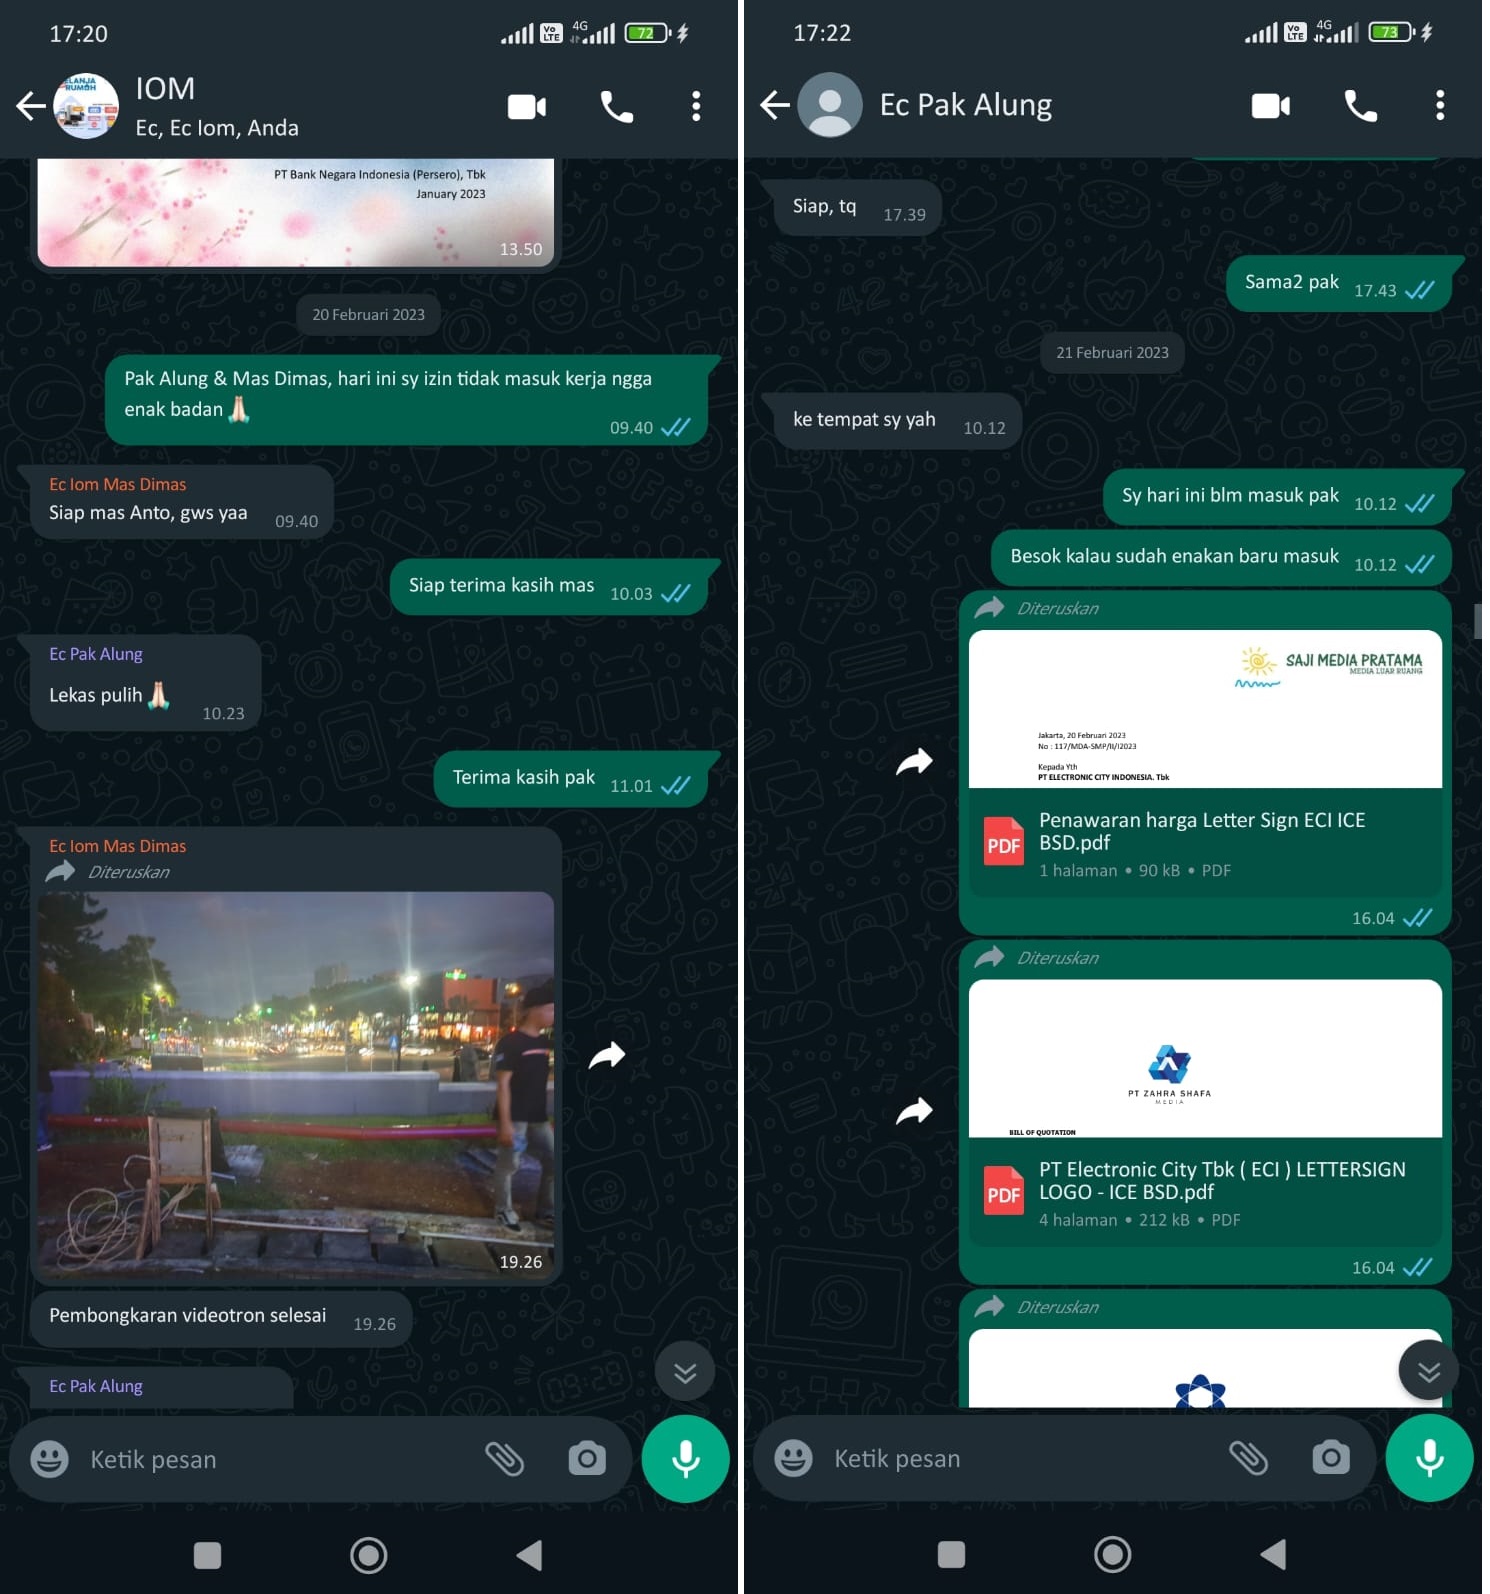 17:20
Vo
LTE
4G
72
ELANJA
RUMOH
IOM
Ec, Ec Iom, Anda
PT Bank Negara Indonesia (Persero), Tbk
January 2023
13.50
20 Februari 2023
Pak Alung & Mas Dimas, hari ini sy izin tidak masuk kerja ngga
enak badan 🙏🏻
09.40
Ec Iom Mas Dimas
Siap mas Anto, gws yaa
09.40
Siap terima kasih mas
10.03
Ec Pak Alung
Lekas pulih 🙏🏻
10.23
Terima kasih pak
11.01
Ec Iom Mas Dimas
Diteruskan
19.26
Pembongkaran videotron selesai
19.26
Ec Pak Alung
Ketik pesan
17:22
Vo
LTE
4G
73
Ec Pak Alung
Siap, tq
17.39
Sama2 pak
17.43
21 Februari 2023
ke tempat sy yah
10.12
Sy hari ini blm masuk pak
10.12
Besok kalau sudah enakan baru masuk
10.12
Diteruskan
SAJI MEDIA PRATAMA
MEDIA LUAR RUANG
Jakarta, 20 Februari 2023
No : 117/MDA-SMP/II/I2023
Kepada Yth
PT ELECTRONIC CITY INDONESIA. Tbk
PDF
Penawaran harga Letter Sign ECI ICE
BSD.pdf
1 halaman • 90 kB • PDF
16.04
Diteruskan
PT ZAHRA SHAFA
MEDIA
BILL OF QUOTATION
PDF
PT Electronic City Tbk ( ECI ) LETTERSIGN
LOGO - ICE BSD.pdf
4 halaman • 212 kB • PDF
16.04
Diteruskan
Ketik pesan